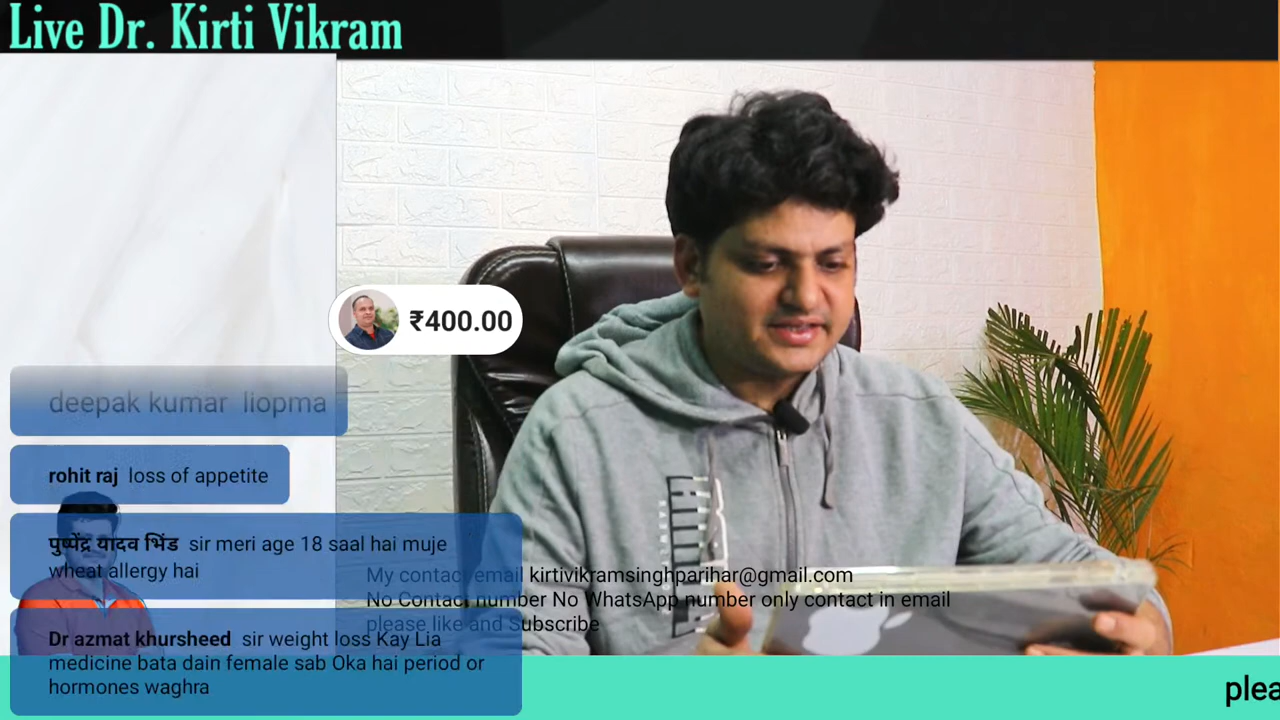 Live Dr. Kirti Vikram
₹400.00
deepak kumar liopma
rohit raj loss of appetite
पुष्पेंद्र यादव भिंड sir meri age 18 saal hai muje
wheat allergy hai
My contact email kirtivikramsinghparihar@gmail.com
No Contact number No WhatsApp number only contact in email
please like and Subscribe
Dr azmat khursheed sir weight loss Kay Lia
medicine bata dain female sab Oka hai period or
hormones waghra